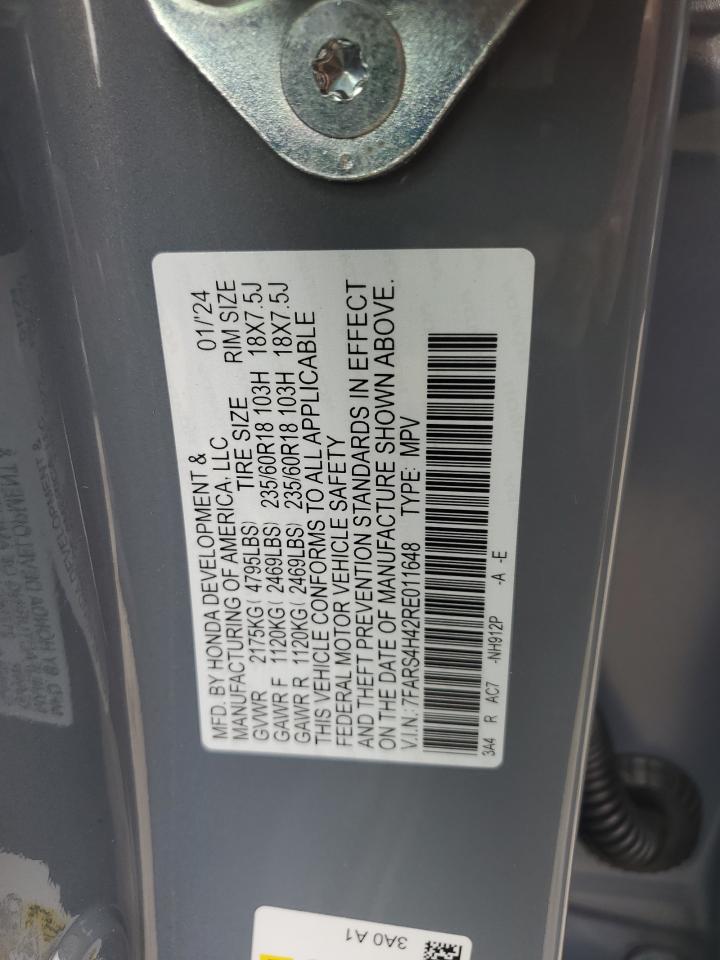 MFD. BY HONDA DEVELOPMENT & 01/'24
MANUFACTURING OF AMERICA, LLC
TIRE SIZE RIM SIZE
GVWR 2175KG( 4795LBS) 235/60R18 103H 18X7.5J
GAWR F 1120KG( 2469LBS) 235/60R18 103H 18X7.5J
GAWR R 1120KG( 2469LBS)
THIS VEHICLE CONFORMS TO ALL APPLICABLE
FEDERAL MOTOR VEHICLE SAFETY
AND THEFT PREVENTION STANDARDS IN EFFECT
ON THE DATE OF MANUFACTURE SHOWN ABOVE.
V.I.N.: 7FARS4H42RE011648 TYPE: MPV
3A4 R AC7 -NH912P -A -E
3A0 A1